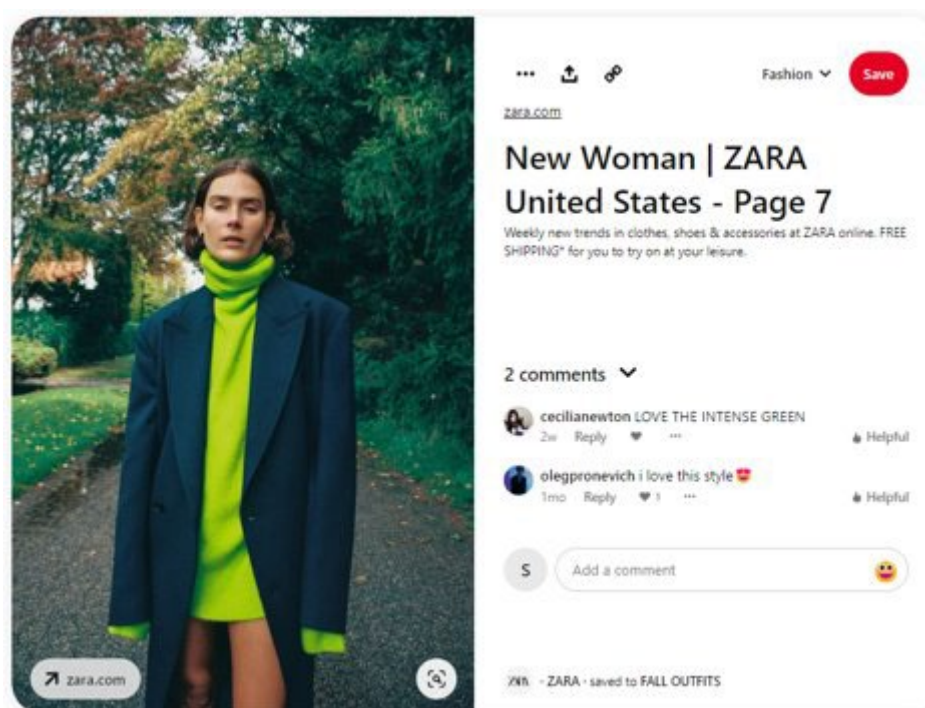 Fashion
Save
zara.com
New Woman | ZARA
United States - Page 7
Weekly new trends in clothes, shoes & accessories at ZARA online. FREE
SHIPPING* for you to try on at your leisure.
2 comments
cecilianewton LOVE THE INTENSE GREEN
2w Reply Helpful
olegpronevich i love this style😍
1mo Reply 1 Helpful
S Add a comment
zara.com
ZARA · saved to FALL OUTFITS